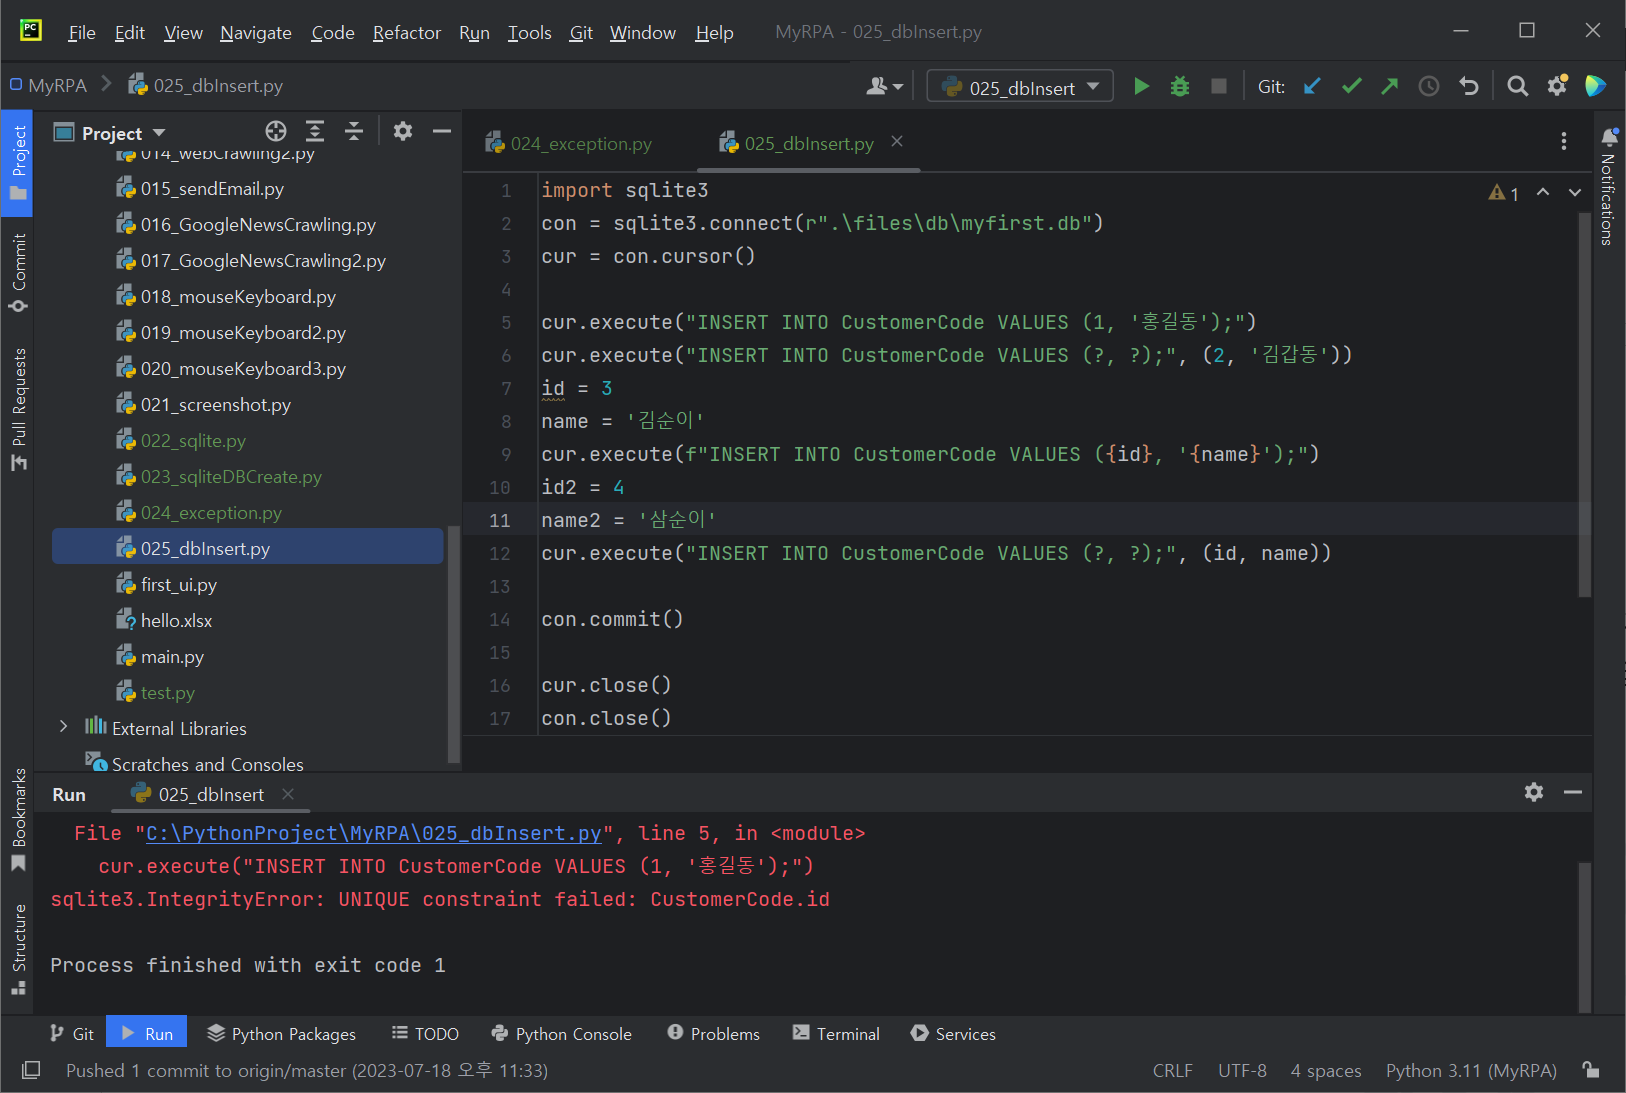 File Edit View Navigate Code Refactor Run Tools Git Window Help MyRPA - 025_dbInsert.py
MyRPA 025_dbInsert.py 025_dbInsert Git:
Project
014_webCrawling2.py
015_sendEmail.py
016_GoogleNewsCrawling.py
017_GoogleNewsCrawling2.py
018_mouseKeyboard.py
019_mouseKeyboard2.py
020_mouseKeyboard3.py
021_screenshot.py
022_sqlite.py
023_sqliteDBCreate.py
024_exception.py
025_dbInsert.py
first_ui.py
hello.xlsx
main.py
test.py
External Libraries
Scratches and Consoles
Project
Commit
Pull Requests
Bookmarks
Structure
Notifications
024_exception.py 025_dbInsert.py
1
1 import sqlite3
2 con = sqlite3.connect(r".\files\db\myfirst.db")
3 cur = con.cursor()
4
5 cur.execute("INSERT INTO CustomerCode VALUES (1, '홍길동');")
6 cur.execute("INSERT INTO CustomerCode VALUES (?, ?);", (2, '김갑동'))
7 id = 3
8 name = '김순이'
9 cur.execute(f"INSERT INTO CustomerCode VALUES ({id}, '{name}');")
10 id2 = 4
11 name2 = '삼순이'
12 cur.execute("INSERT INTO CustomerCode VALUES (?, ?);", (id, name))
13
14 con.commit()
15
16 cur.close()
17 con.close()
Run 025_dbInsert
File "C:\PythonProject\MyRPA\025_dbInsert.py", line 5, in <module>
cur.execute("INSERT INTO CustomerCode VALUES (1, '홍길동');")
sqlite3.IntegrityError: UNIQUE constraint failed: CustomerCode.id
Process finished with exit code 1
Git Run Python Packages TODO Python Console Problems Terminal Services
Pushed 1 commit to origin/master (2023-07-18 오후 11:33) CRLF UTF-8 4 spaces Python 3.11 (MyRPA)